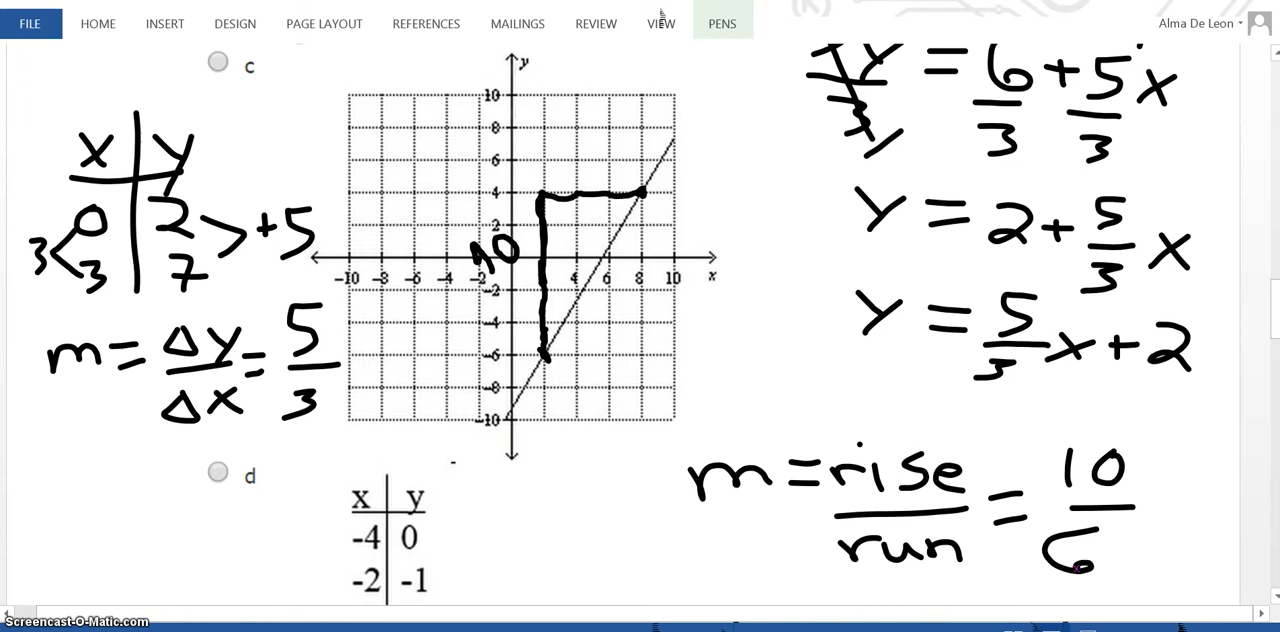 FILE HOME INSERT DESIGN PAGE LAYOUT REFERENCES MAILINGS REVIEW VIEW PENS Alma De Leon
c
y
10
8
6
4
2
-10 -8 -6 -4 -2 4 6 8 10 x
-2
-4
-6
-8
-10
10
x | y
0 | 2
3 | 7
3 < > +5
m = Δy/Δx = 5/3
= 6/3 + 5/3 x
y = 2 + 5/3 x
y = 5/3 x + 2
m = rise/run = 10/6
d
x | y
-4 | 0
-2 | -1
Screencast-O-Matic.com